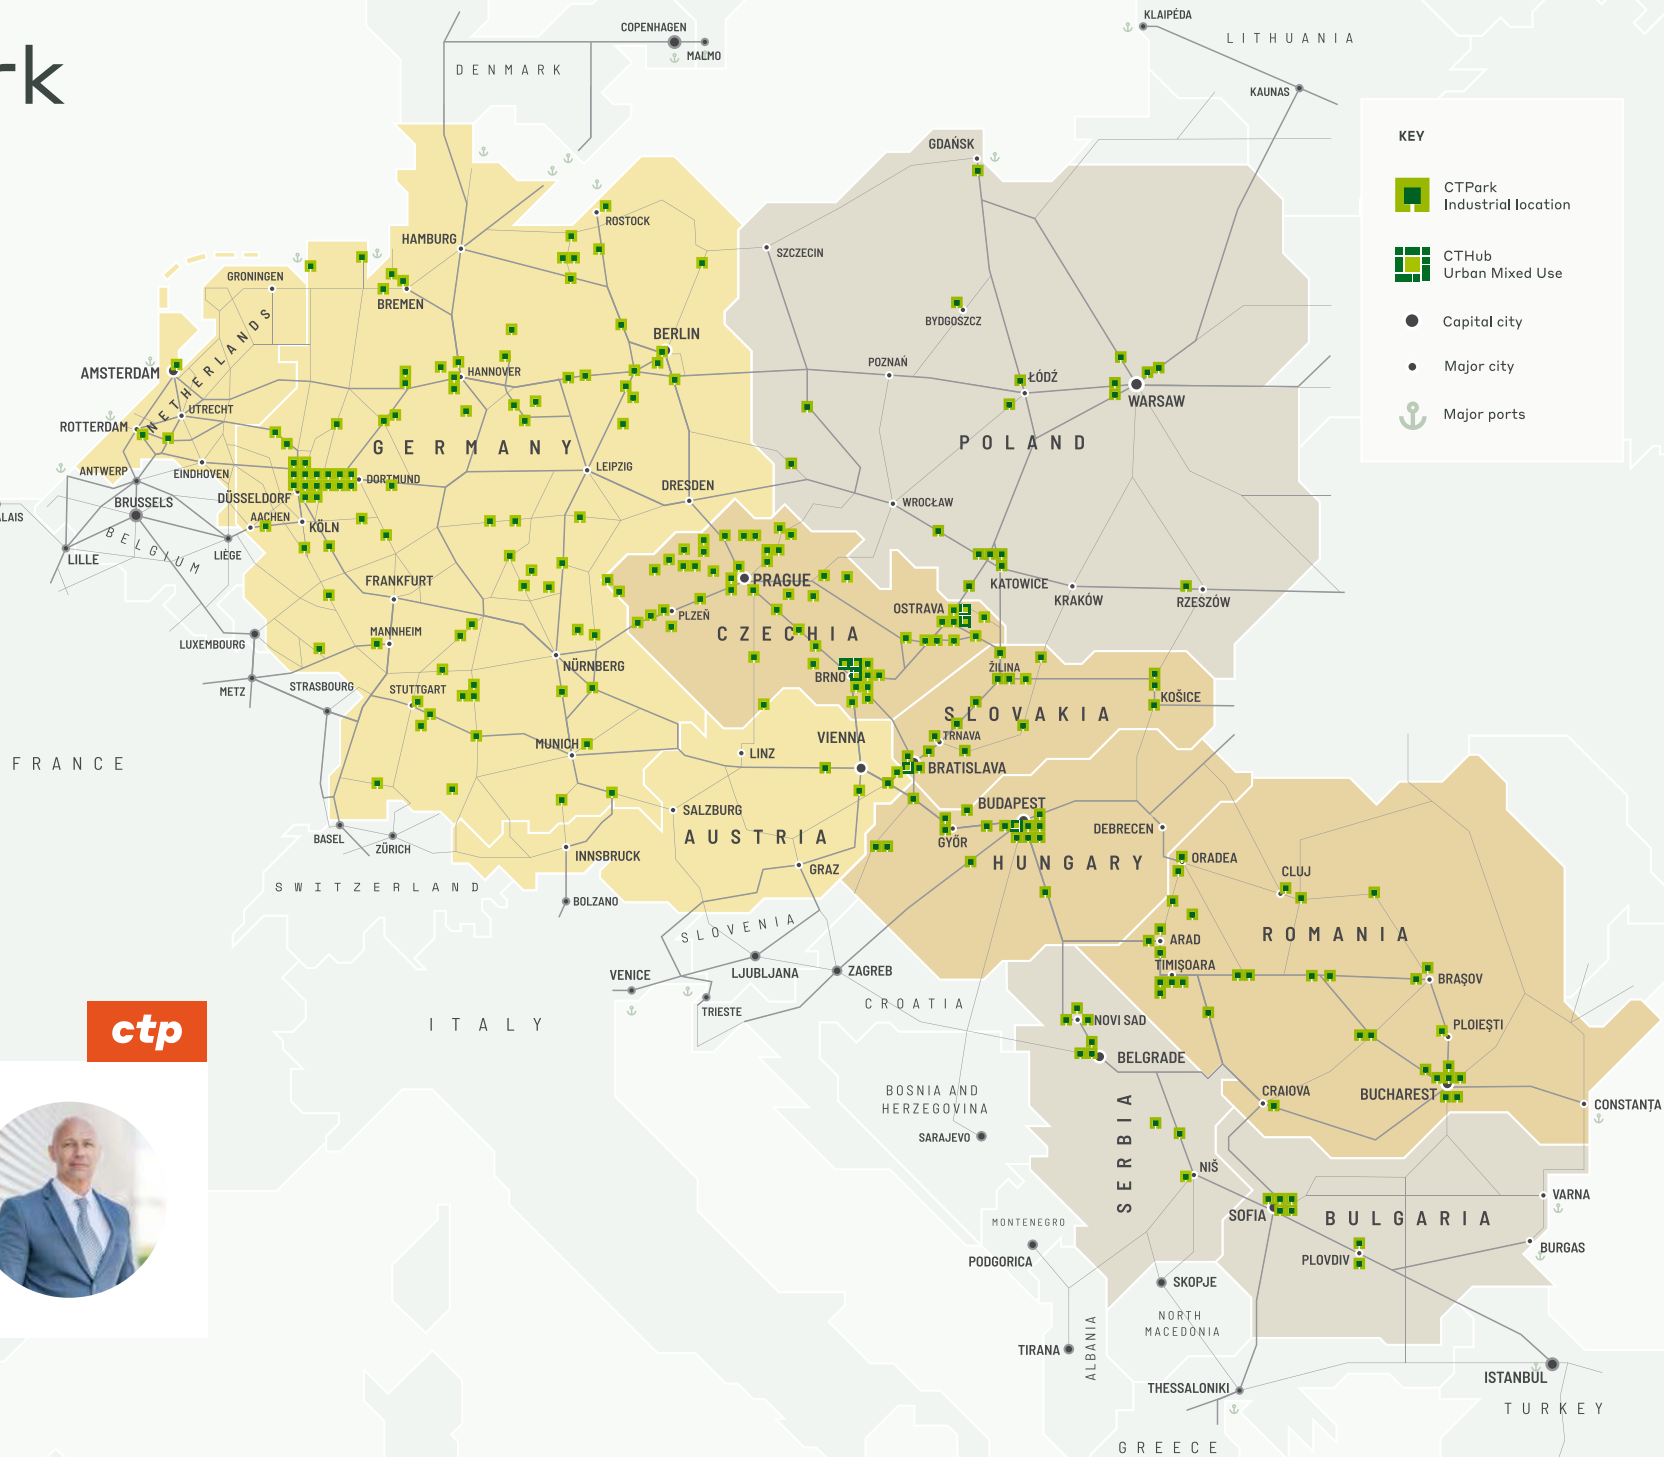 rk
COPENHAGEN
MALMO
DENMARK
KLAIPÉDA
LITHUANIA
KAUNAS
KEY
CTPark
Industrial location
CTHub
Urban Mixed Use
Capital city
Major city
Major ports
GDAŃSK
ROSTOCK
HAMBURG
SZCZECIN
GRONINGEN
BREMEN
BYDGOSZCZ
BERLIN
NETHERLANDS
AMSTERDAM
HANNOVER
POZNAŃ
ŁÓDŹ
WARSAW
UTRECHT
ROTTERDAM
GERMANY
POLAND
ANTWERP
EINDHOVEN
DORTMUND
LEIPZIG
DRESDEN
DÜSSELDORF
BRUSSELS
WROCŁAW
ALAIS
AACHEN
KÖLN
BELGIUM
LIÈGE
LILLE
FRANKFURT
PRAGUE
KATOWICE
KRAKÓW
RZESZÓW
OSTRAVA
PLZEŇ
CZECHIA
LUXEMBOURG
MANNHEIM
NÜRNBERG
BRNO
ŽILINA
METZ
STRASBOURG
STUTTGART
KOŠICE
SLOVAKIA
TRNAVA
VIENNA
MUNICH
LINZ
FRANCE
BRATISLAVA
SALZBURG
BUDAPEST
AUSTRIA
DEBRECEN
BASEL
ZÜRICH
GYŐR
INNSBRUCK
HUNGARY
ORADEA
GRAZ
CLUJ
SWITZERLAND
BOLZANO
SLOVENIA
ROMANIA
ARAD
TIMIȘOARA
VENICE
LJUBLJANA
ZAGREB
BRAȘOV
TRIESTE
CROATIA
ITALY
NOVI SAD
PLOIEȘTI
ctp
BELGRADE
BOSNIA AND
HERZEGOVINA
CRAIOVA
BUCHAREST
CONSTANȚA
SARAJEVO
SERBIA
NIŠ
VARNA
SOFIA
BULGARIA
MONTENEGRO
PODGORICA
PLOVDIV
BURGAS
SKOPJE
NORTH
MACEDONIA
TIRANA
ALBANIA
THESSALONIKI
ISTANBUL
TURKEY
GREECE